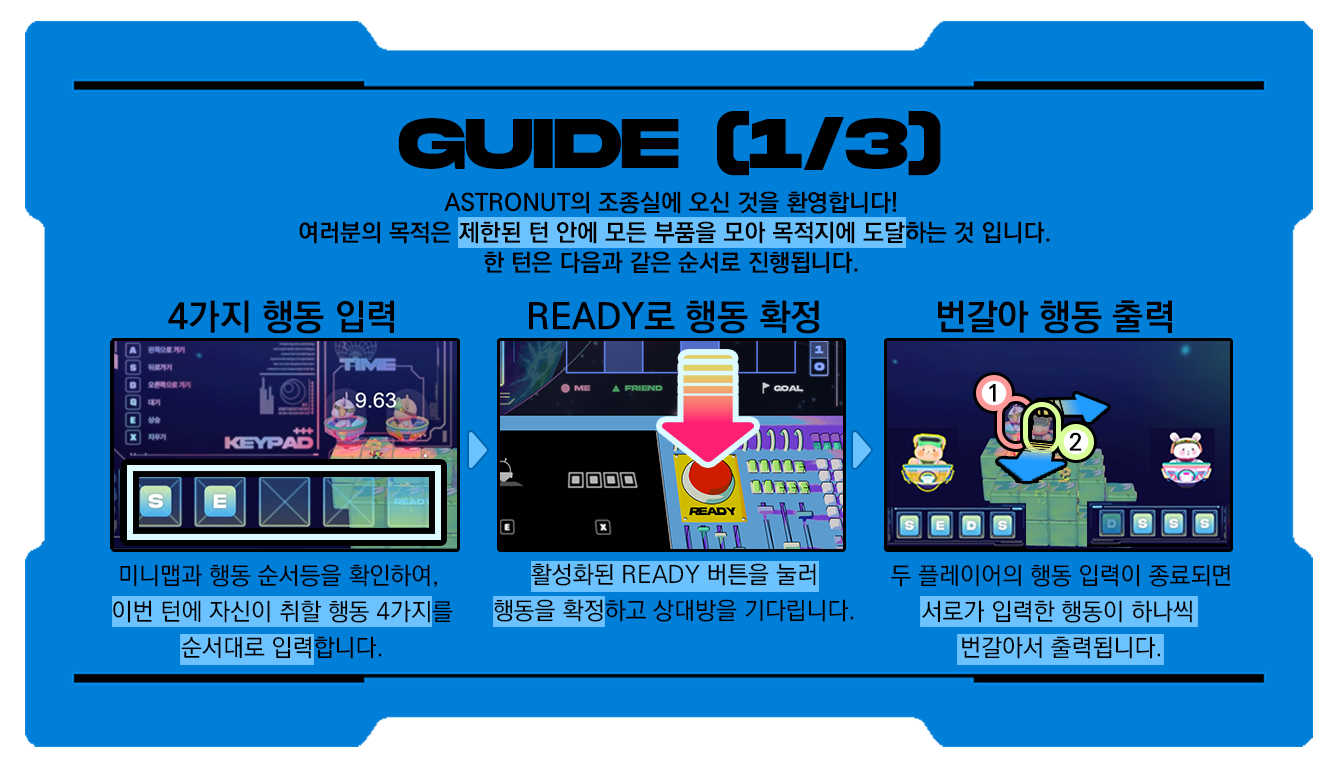 GUIDE (1/3)
ASTRONUT의 조종실에 오신 것을 환영합니다!
여러분의 목적은 제한된 턴 안에 모든 부품을 모아 목적지에 도달하는 것 입니다.
한 턴은 다음과 같은 순서로 진행됩니다.
4가지 행동 입력
A 왼쪽으로 가기
S 뒤로가기
D 오른쪽으로 가기
Q 대기
E 상승
X 지우기
KEYPAD
TIME
9.63
S E
READY
미니맵과 행동 순서등을 확인하여,
이번 턴에 자신이 취할 행동 4가지를
순서대로 입력합니다.
READY로 행동 확정
1
0
ME FRIEND GOAL
READY
E X
활성화된 READY 버튼을 눌러
행동을 확정하고 상대방을 기다립니다.
번갈아 행동 출력
1
2
S E D S
D S S S
두 플레이어의 행동 입력이 종료되면
서로가 입력한 행동이 하나씩
번갈아서 출력됩니다.